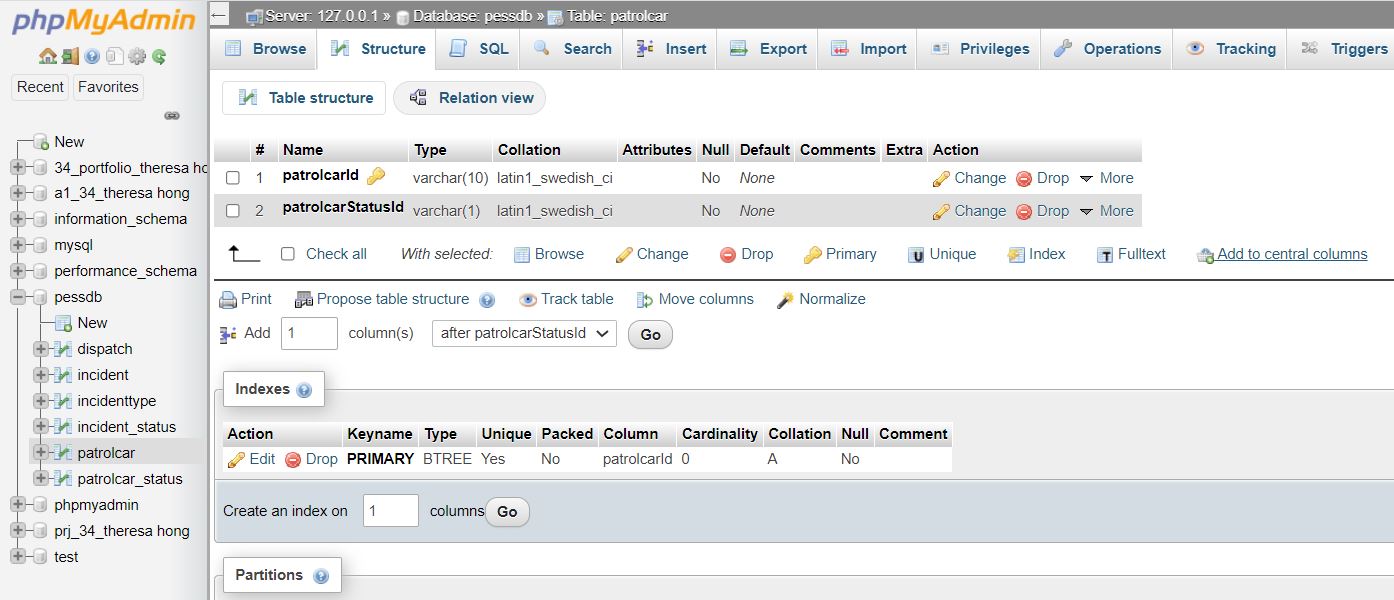 phpMyAdmin
Recent Favorites
New
34_portfolio_theresa ho
a1_34_theresa hong
information_schema
mysql
performance_schema
pessdb
New
dispatch
incident
incidenttype
incident_status
patrolcar
patrolcar_status
phpmyadmin
prj_34_theresa hong
test
Server: 127.0.0.1 » Database: pessdb » Table: patrolcar
Browse Structure SQL Search Insert Export Import Privileges Operations Tracking Triggers
Table structure Relation view
# Name Type Collation Attributes Null Default Comments Extra Action
1 patrolcarId varchar(10) latin1_swedish_ci No None Change Drop More
2 patrolcarStatusId varchar(1) latin1_swedish_ci No None Change Drop More
Check all With selected: Browse Change Drop Primary Unique Index Fulltext Add to central columns
Print Propose table structure Track table Move columns Normalize
Add 1 column(s) after patrolcarStatusId Go
Indexes
Action Keyname Type Unique Packed Column Cardinality Collation Null Comment
Edit Drop PRIMARY BTREE Yes No patrolcarId 0 A No
Create an index on 1 columns Go
Partitions